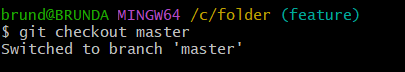 brund@BRUNDA MINGW64 /c/folder (feature)
$ git checkout master
Switched to branch 'master'